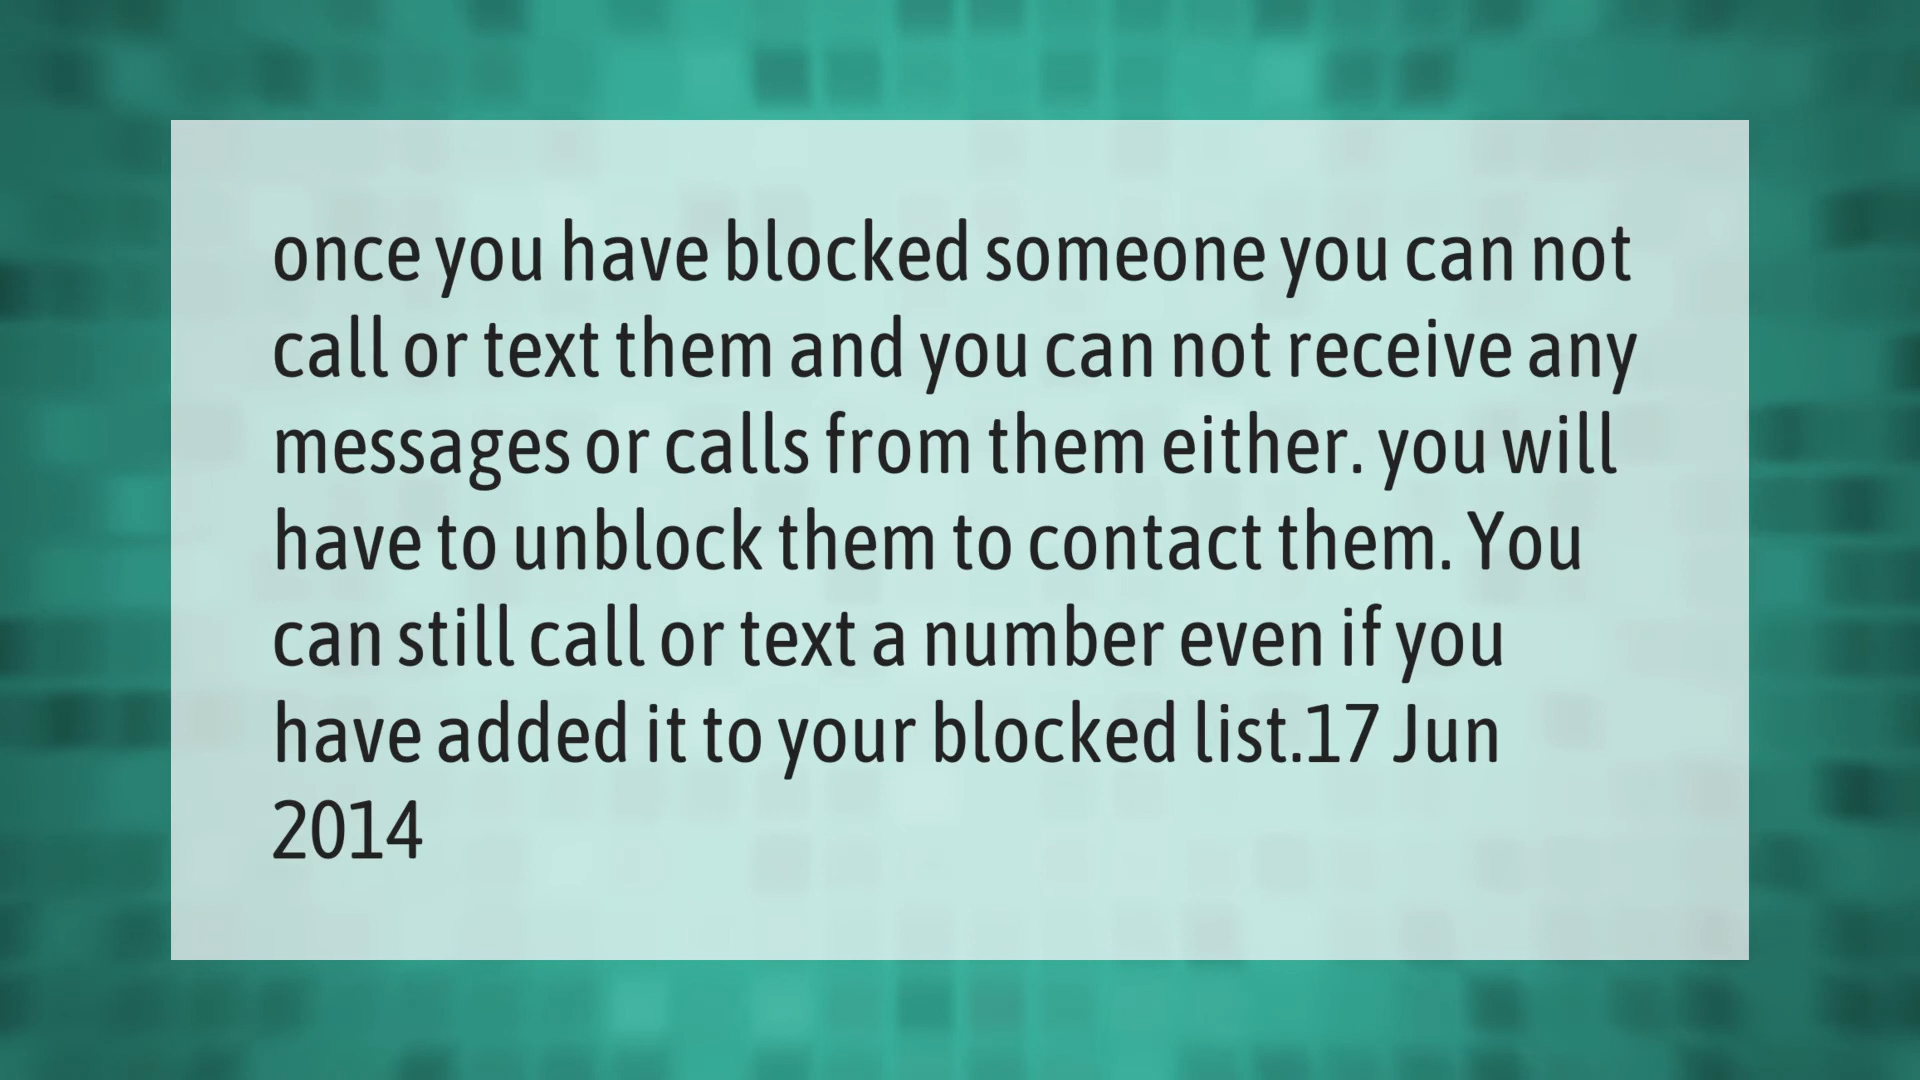 once you have blocked someone you can not
call or text them and you can not receive any
messages or calls from them either. you will
have to unblock them to contact them. You
can still call or text a number even if you
have added it to your blocked list.17 Jun
2014